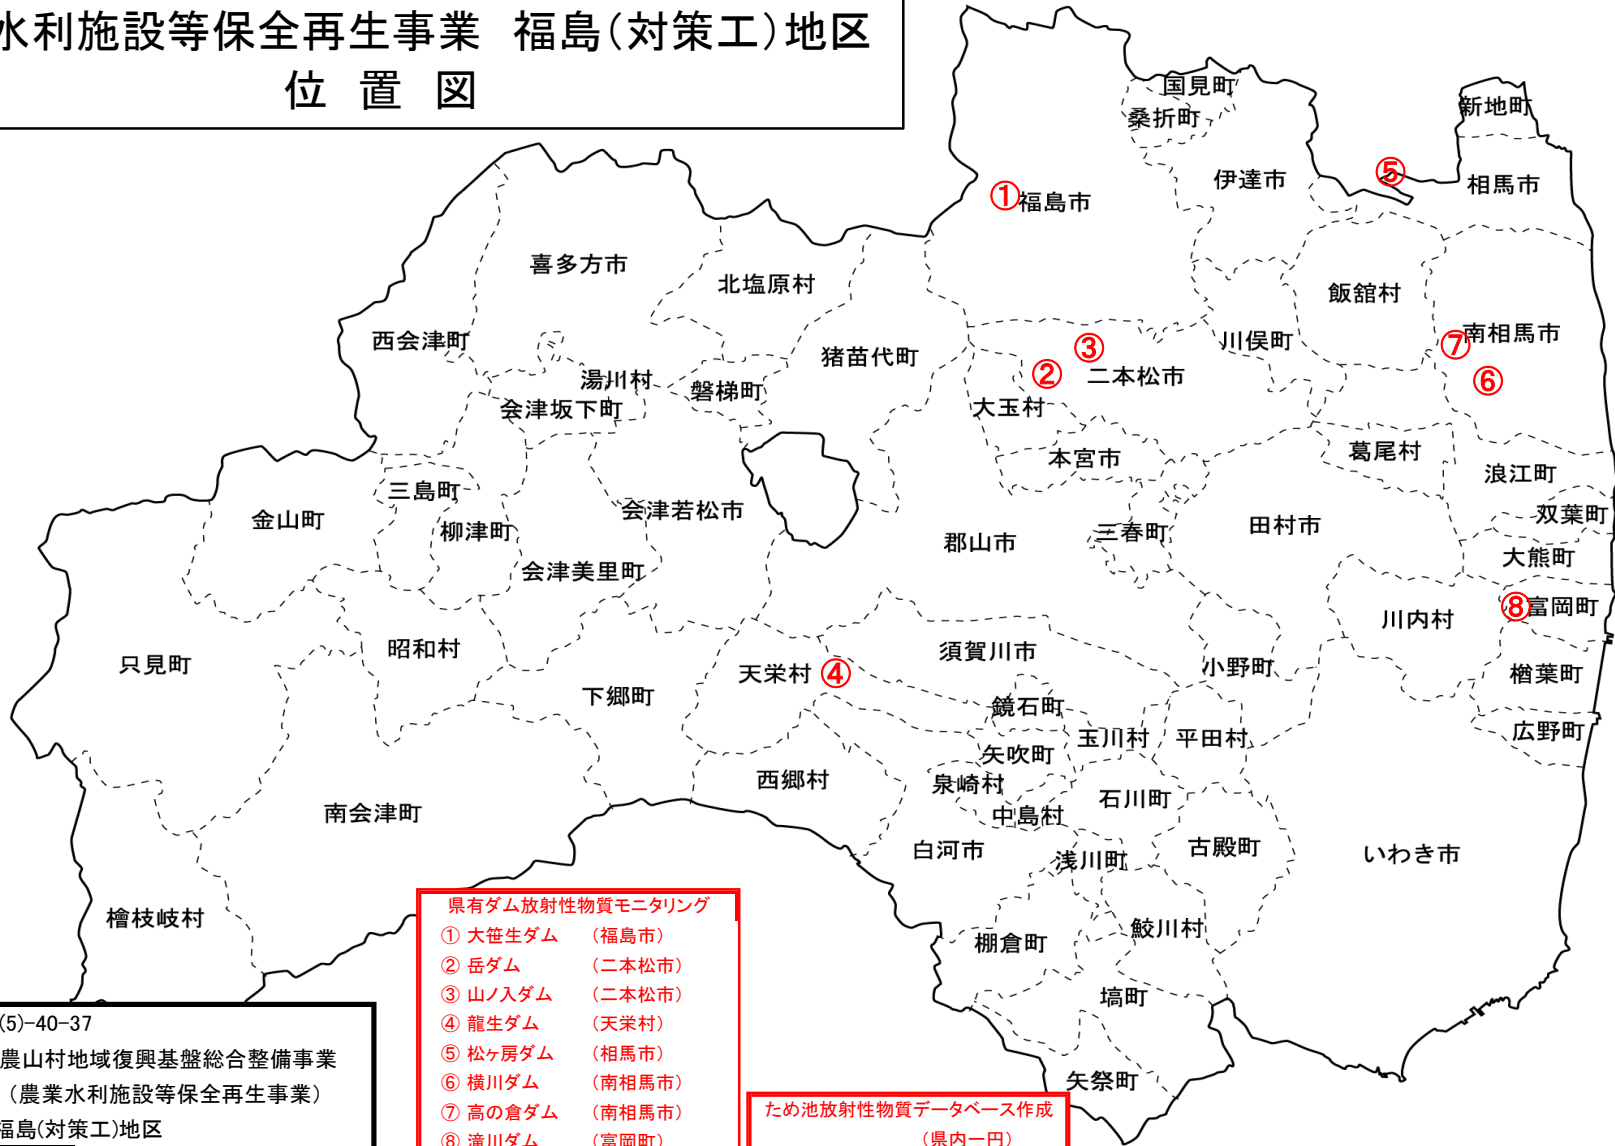 水利施設等保全再生事業 福島(対策工)地区
位 置 図
国見町
桑折町
新地町
伊達市
相馬市
⑤
① 福島市
喜多方市
北塩原村
飯舘村
西会津町
猪苗代町
川俣町
⑦ 南相馬市
⑥
③
② 二本松市
湯川村
磐梯町
会津坂下町
大玉村
本宮市
葛尾村
浪江町
三島町
金山町
柳津町
会津若松市
郡山市
三春町
田村市
双葉町
大熊町
会津美里町
⑧ 富岡町
川内村
只見町
昭和村
須賀川市
小野町
天栄村 ④
楢葉町
下郷町
鏡石町
玉川村
平田村
広野町
矢吹町
西郷村
泉崎村
石川町
中島村
南会津町
白河市
浅川町
古殿町
いわき市
檜枝岐村
棚倉町
鮫川村
塙町
矢祭町
県有ダム放射性物質モニタリング
① 大笹生ダム (福島市)
② 岳ダム (二本松市)
③ 山ノ入ダム (二本松市)
④ 龍生ダム (天栄村)
⑤ 松ヶ房ダム (相馬市)
⑥ 横川ダム (南相馬市)
⑦ 高の倉ダム (南相馬市)
⑧ 滝川ダム (富岡町)
(5)-40-37
農山村地域復興基盤総合整備事業
(農業水利施設等保全再生事業)
福島(対策工)地区
ため池放射性物質データベース作成
(県内一円)